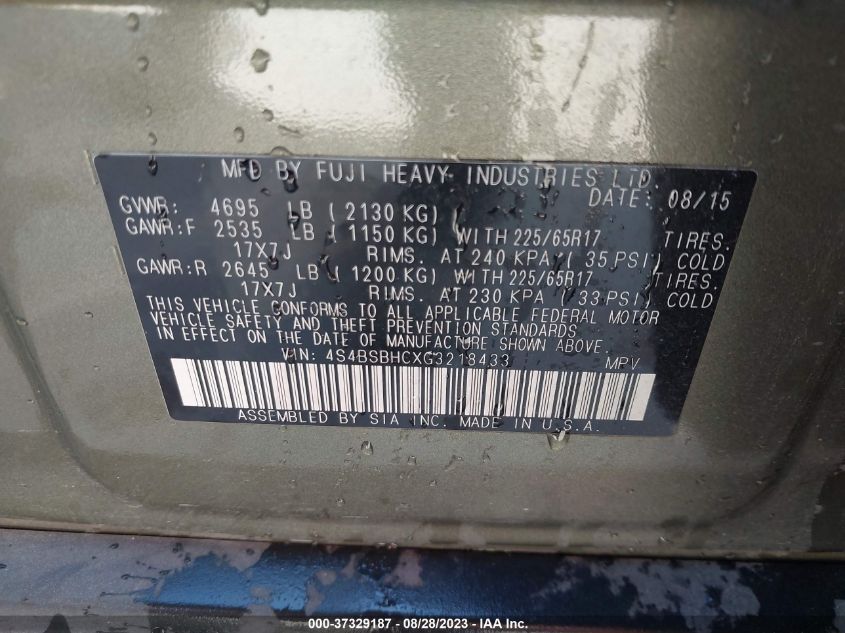 MFD BY FUJI HEAVY INDUSTRIES LTD.
DATE: 08/15
GVWR: 4695 LB (2130 KG)
GAWR:F 2535 LB (1150 KG) WITH 225/65R17 TIRES.
17X7J RIMS. AT 240 KPA (35 PSI) COLD
GAWR:R 2645 LB (1200 KG) WITH 225/65R17 TIRES.
17X7J RIMS. AT 230 KPA (33 PSI) COLD
THIS VEHICLE CONFORMS TO ALL APPLICABLE FEDERAL MOTOR
VEHICLE SAFETY AND THEFT PREVENTION STANDARDS
IN EFFECT ON THE DATE OF MANUFACTURE SHOWN ABOVE.
VIN: 4S4BSBHCXG3218433 MPV
ASSEMBLED BY SIA INC. MADE IN U.S.A.
000-37329187 - 08/28/2023 - IAA Inc.